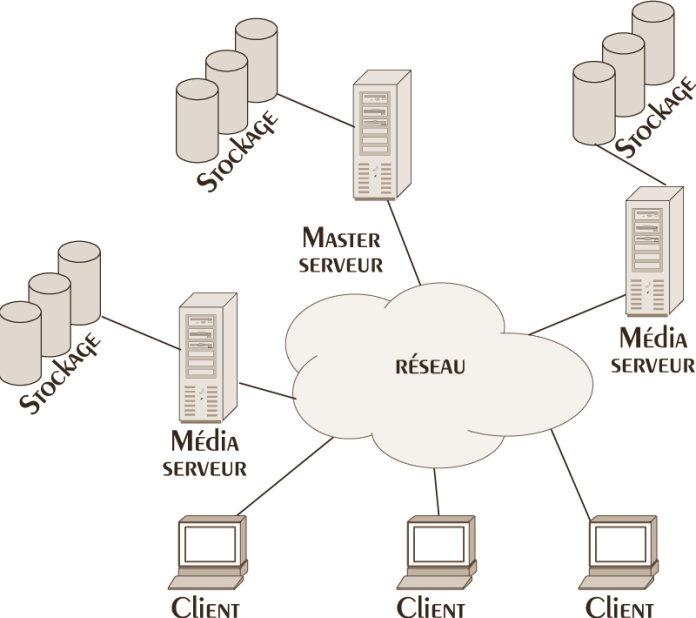 Stockage
Stockage
Master
serveur
Stockage
Média
serveur
réseau
Média
serveur
Client
Client
Client